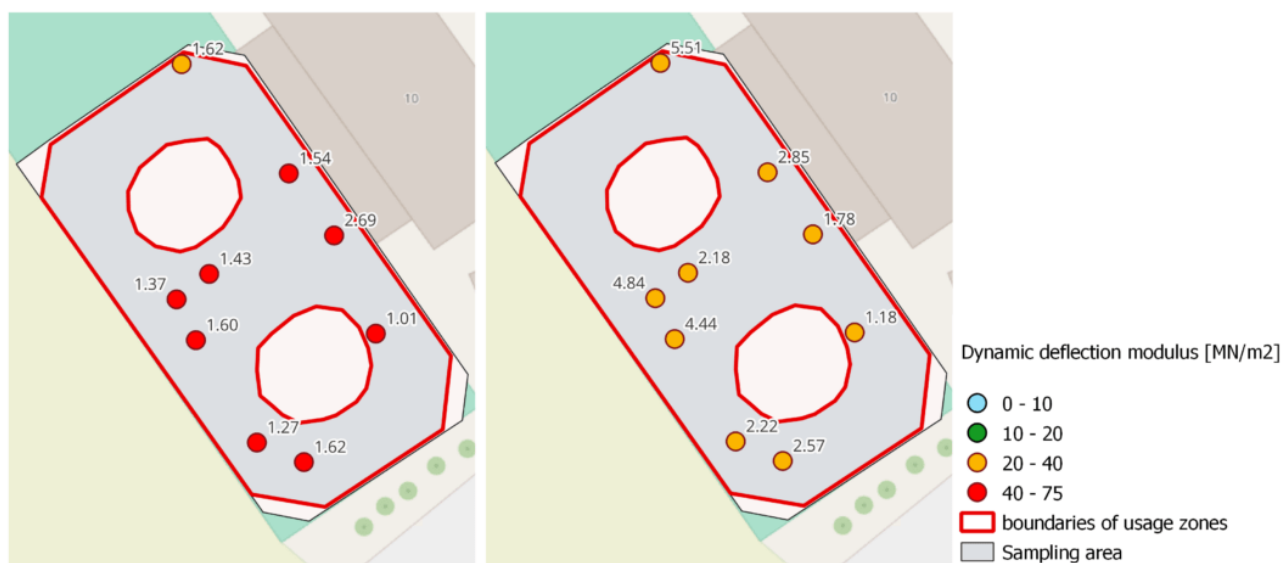 1.62
10
1.54
2.69
1.43
1.37
1.60
1.01
1.27
1.62
5.51
10
2.85
1.78
2.18
4.84
4.44
1.18
2.22
2.57
Dynamic deflection modulus [MN/m2]
0 - 10
10 - 20
20 - 40
40 - 75
boundaries of usage zones
Sampling area